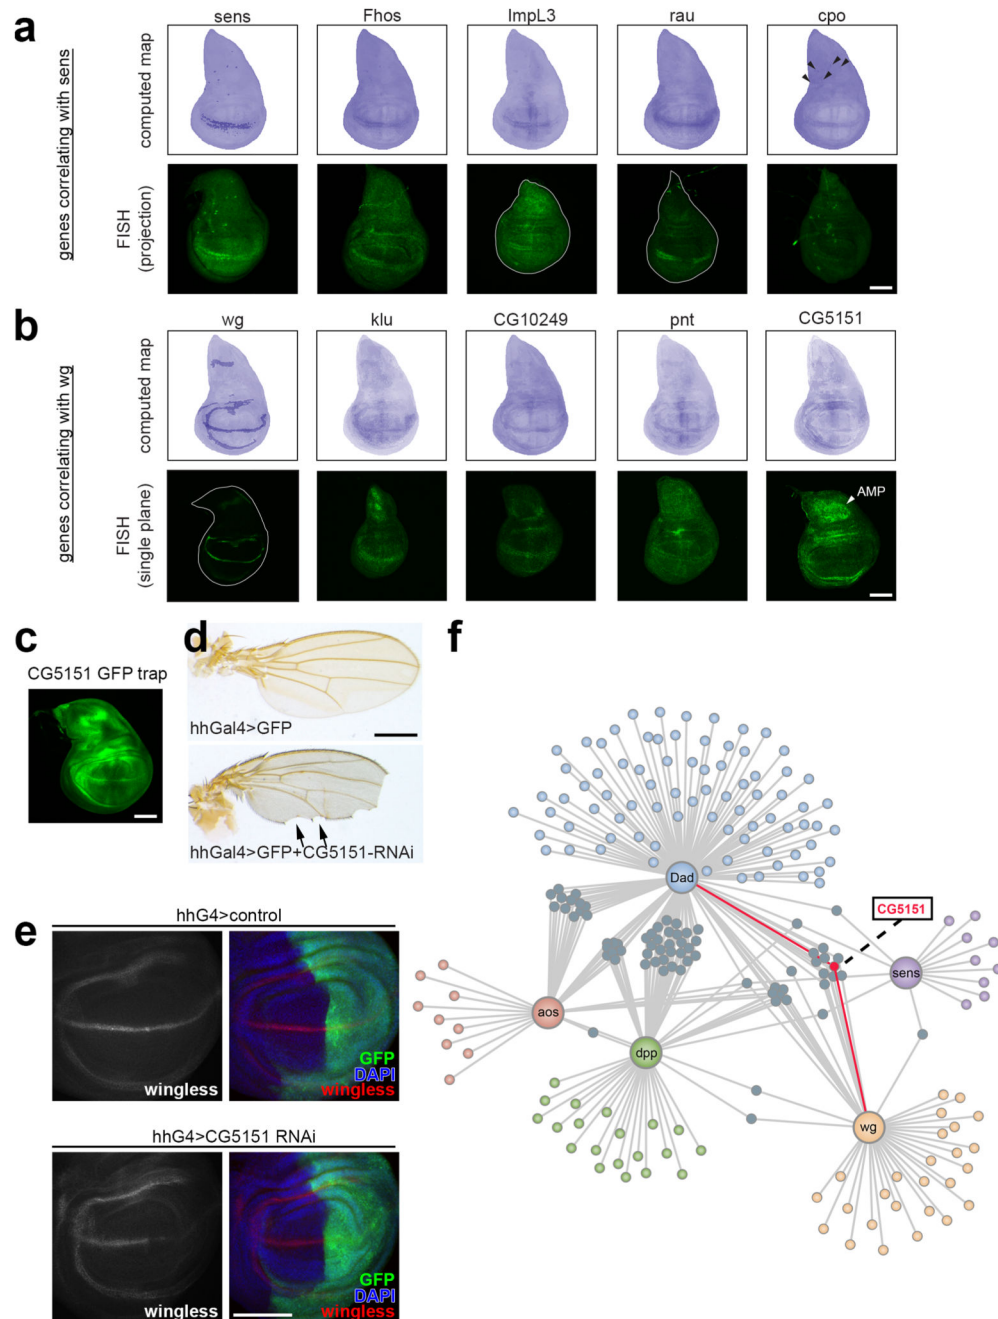 a
genes correlating with sens
computed map
FISH
(projection)
sens
Fhos
ImpL3
rau
cpo
b
genes correlating with wg
computed map
FISH
(single plane)
wg
klu
CG10249
pnt
CG5151
AMP
c
CG5151 GFP trap
d
hhGal4>GFP
hhGal4>GFP+CG5151-RNAi
e
hhG4>control
wingless
GFP
DAPI
wingless
hhG4>CG5151 RNAi
wingless
GFP
DAPI
wingless
f
Dad
CG5151
sens
aos
dpp
wg